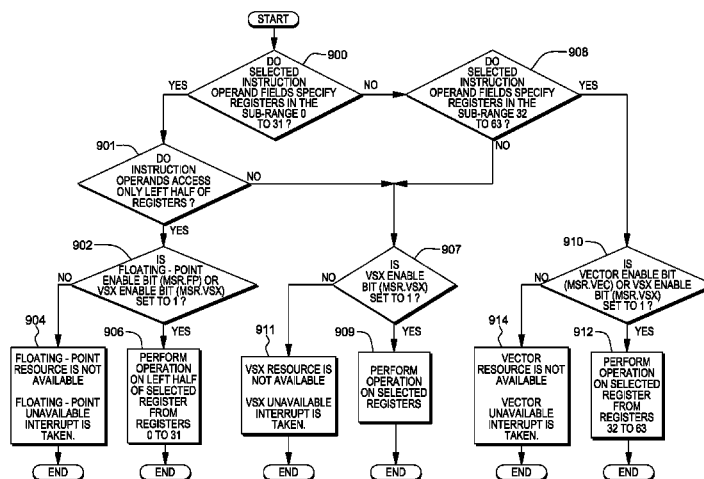 START
900
DO
SELECTED
INSTRUCTION
OPERAND FIELDS SPECIFY
REGISTERS IN THE
SUB-RANGE 0
TO 31 ?
YES
NO
908
DO
SELECTED
INSTRUCTION
OPERAND FIELDS SPECIFY
REGISTERS IN THE
SUB-RANGE 32
TO 63 ?
YES
NO
901
DO
INSTRUCTION
OPERANDS ACCESS
ONLY LEFT HALF OF
REGISTERS ?
NO
YES
902
IS
FLOATING - POINT
ENABLE BIT (MSR.FP) OR
VSX ENABLE BIT (MSR.VSX)
SET TO 1 ?
NO
YES
907
IS
VSX ENABLE
BIT (MSR.VSX)
SET TO 1 ?
NO
YES
910
IS
VECTOR ENABLE BIT
(MSR.VEC) OR VSX ENABLE
BIT (MSR.VSX)
SET TO 1 ?
NO
YES
904
FLOATING - POINT
RESOURCE IS NOT
AVAILABLE
FLOATING - POINT
UNAVAILABLE
INTERRUPT IS
TAKEN.
906
PERFORM
OPERATION
ON LEFT HALF
OF SELECTED
REGISTER
FROM
REGISTERS
0 TO 31
911
VSX RESOURCE IS
NOT AVAILABLE
VSX UNAVAILABLE
INTERRUPT IS
TAKEN.
909
PERFORM
OPERATION
ON SELECTED
REGISTERS
914
VECTOR
RESOURCE IS NOT
AVAILABLE
VECTOR
UNAVAILABLE
INTERRUPT IS
TAKEN.
912
PERFORM
OPERATION
ON SELECTED
REGISTER
FROM
REGISTERS
32 TO 63
END
END
END
END
END
END